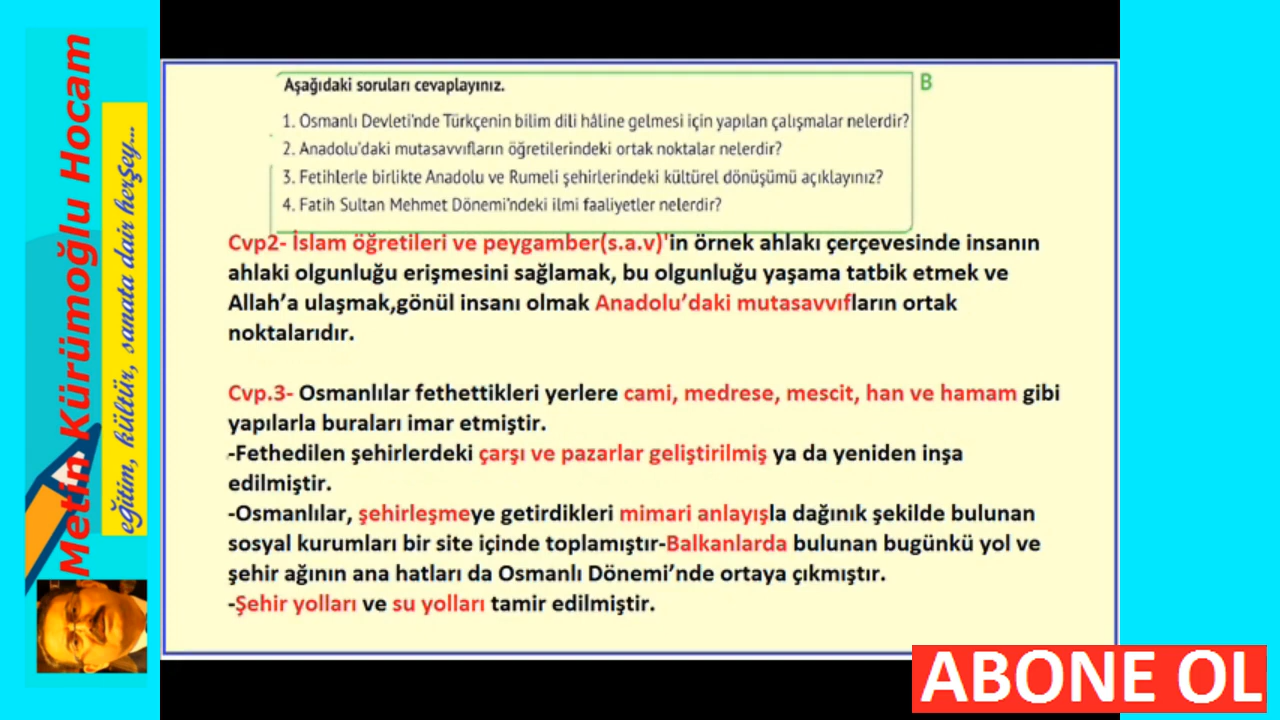 Metin Kürümoğlu Hocam
eğitim, kültür, sanata dair herşey...
B
Aşağıdaki soruları cevaplayınız.
1. Osmanlı Devleti'nde Türkçenin bilim dili hâline gelmesi için yapılan çalışmalar nelerdir?
2. Anadolu'daki mutasavvıfların öğretilerindeki ortak noktalar nelerdir?
3. Fetihlerle birlikte Anadolu ve Rumeli şehirlerindeki kültürel dönüşümü açıklayınız?
4. Fatih Sultan Mehmet Dönemi'ndeki ilmi faaliyetler nelerdir?
Cvp2- İslam öğretileri ve peygamber(s.a.v)'in örnek ahlakı çerçevesinde insanın
ahlaki olgunluğu erişmesini sağlamak, bu olgunluğu yaşama tatbik etmek ve
Allah’a ulaşmak,gönül insanı olmak Anadolu’daki mutasavvıfların ortak
noktalarıdır.
Cvp.3- Osmanlılar fethettikleri yerlere cami, medrese, mescit, han ve hamam gibi
yapılarla buraları imar etmiştir.
-Fethedilen şehirlerdeki çarşı ve pazarlar geliştirilmiş ya da yeniden inşa
edilmiştir.
-Osmanlılar, şehirleşmeye getirdikleri mimari anlayışla dağınık şekilde bulunan
sosyal kurumları bir site içinde toplamıştır-Balkanlarda bulunan bugünkü yol ve
şehir ağının ana hatları da Osmanlı Dönemi’nde ortaya çıkmıştır.
-Şehir yolları ve su yolları tamir edilmiştir.
ABONE OL